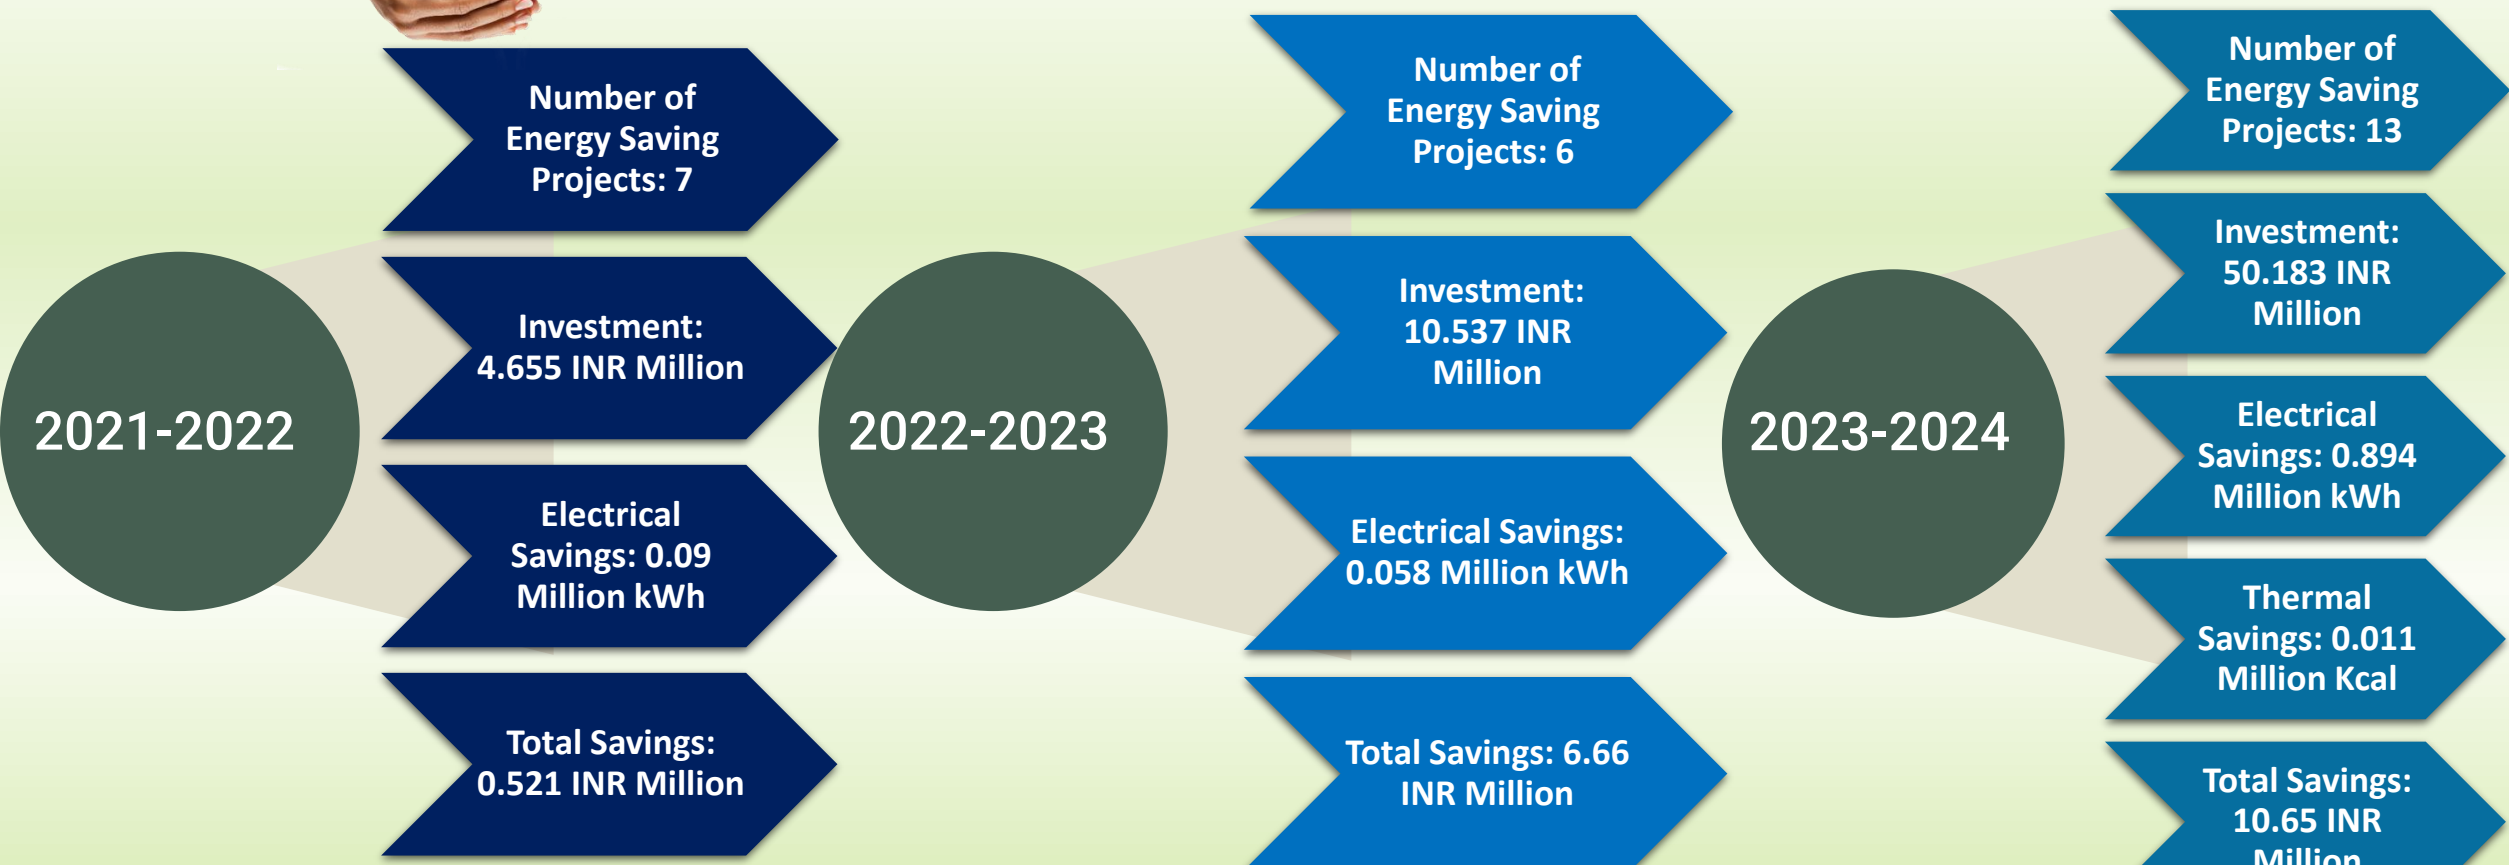 2021-2022
Number of
Energy Saving
Projects: 7
Investment:
4.655 INR Million
Electrical
Savings: 0.09
Million kWh
Total Savings:
0.521 INR Million
2022-2023
Number of
Energy Saving
Projects: 6
Investment:
10.537 INR
Million
Electrical Savings:
0.058 Million kWh
Total Savings: 6.66
INR Million
2023-2024
Number of
Energy Saving
Projects: 13
Investment:
50.183 INR
Million
Electrical
Savings: 0.894
Million kWh
Thermal
Savings: 0.011
Million Kcal
Total Savings:
10.65 INR
Million